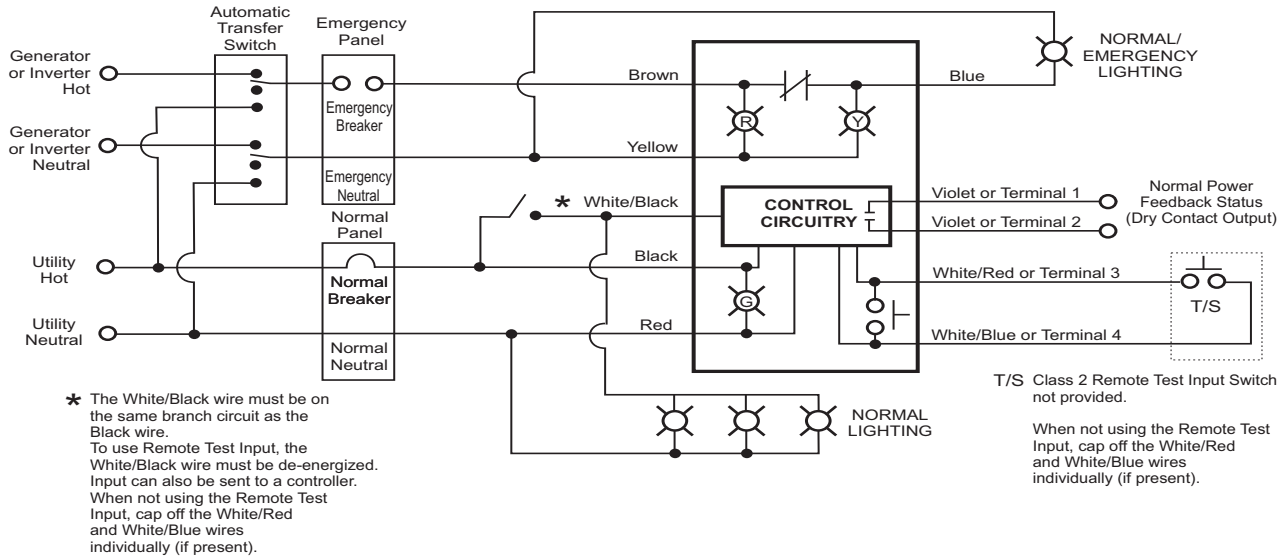 Automatic
Transfer
Switch
Emergency
Panel
Generator
or Inverter
Hot
Generator
or Inverter
Neutral
Emergency
Breaker
Emergency
Neutral
Normal
Panel
Utility
Hot
Normal
Breaker
Utility
Neutral
Normal
Neutral
Brown
Blue
NORMAL/
EMERGENCY
LIGHTING
R
Y
Yellow
* White/Black
CONTROL
CIRCUITRY
Violet or Terminal 1
Violet or Terminal 2
Normal Power
Feedback Status
(Dry Contact Output)
Black
G
Red
White/Red or Terminal 3
White/Blue or Terminal 4
T/S
NORMAL
LIGHTING
* The White/Black wire must be on
the same branch circuit as the
Black wire.
To use Remote Test Input, the
White/Black wire must be de-energized.
Input can also be sent to a controller.
When not using the Remote Test
Input, cap off the White/Red
and White/Blue wires
individually (if present).
T/S Class 2 Remote Test Input Switch
not provided.
When not using the Remote Test
Input, cap off the White/Red
and White/Blue wires
individually (if present).